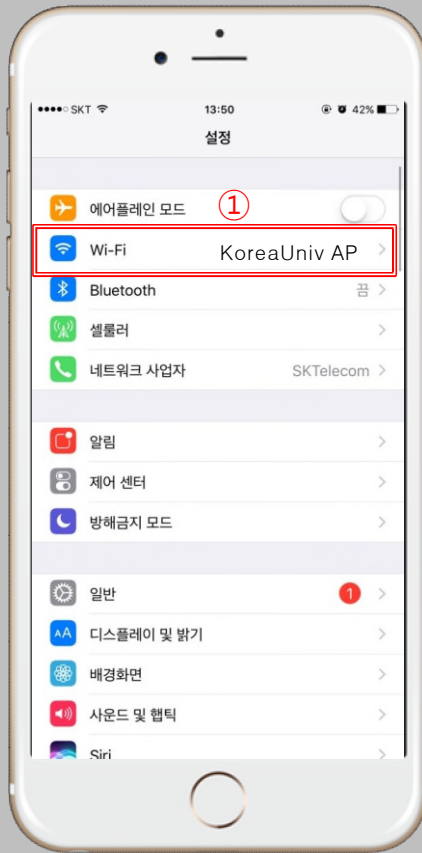 SKT 13:50 42%
설정
에어플레인 모드 ①
Wi-Fi KoreaUniv AP
Bluetooth 끔
셀룰러
네트워크 사업자 SKTelecom
알림
제어 센터
방해금지 모드
일반 1
AA 디스플레이 및 밝기
배경화면
사운드 및 햅틱
Siri